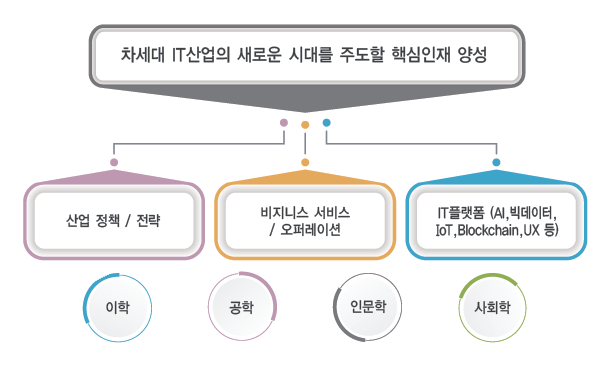 차세대 IT산업의 새로운 시대를 주도할 핵심인재 양성
산업 정책 / 전략
비지니스 서비스
/ 오퍼레이션
IT플랫폼 (AI,빅데이터,
IoT,Blockchain,UX 등)
이학
공학
인문학
사회학